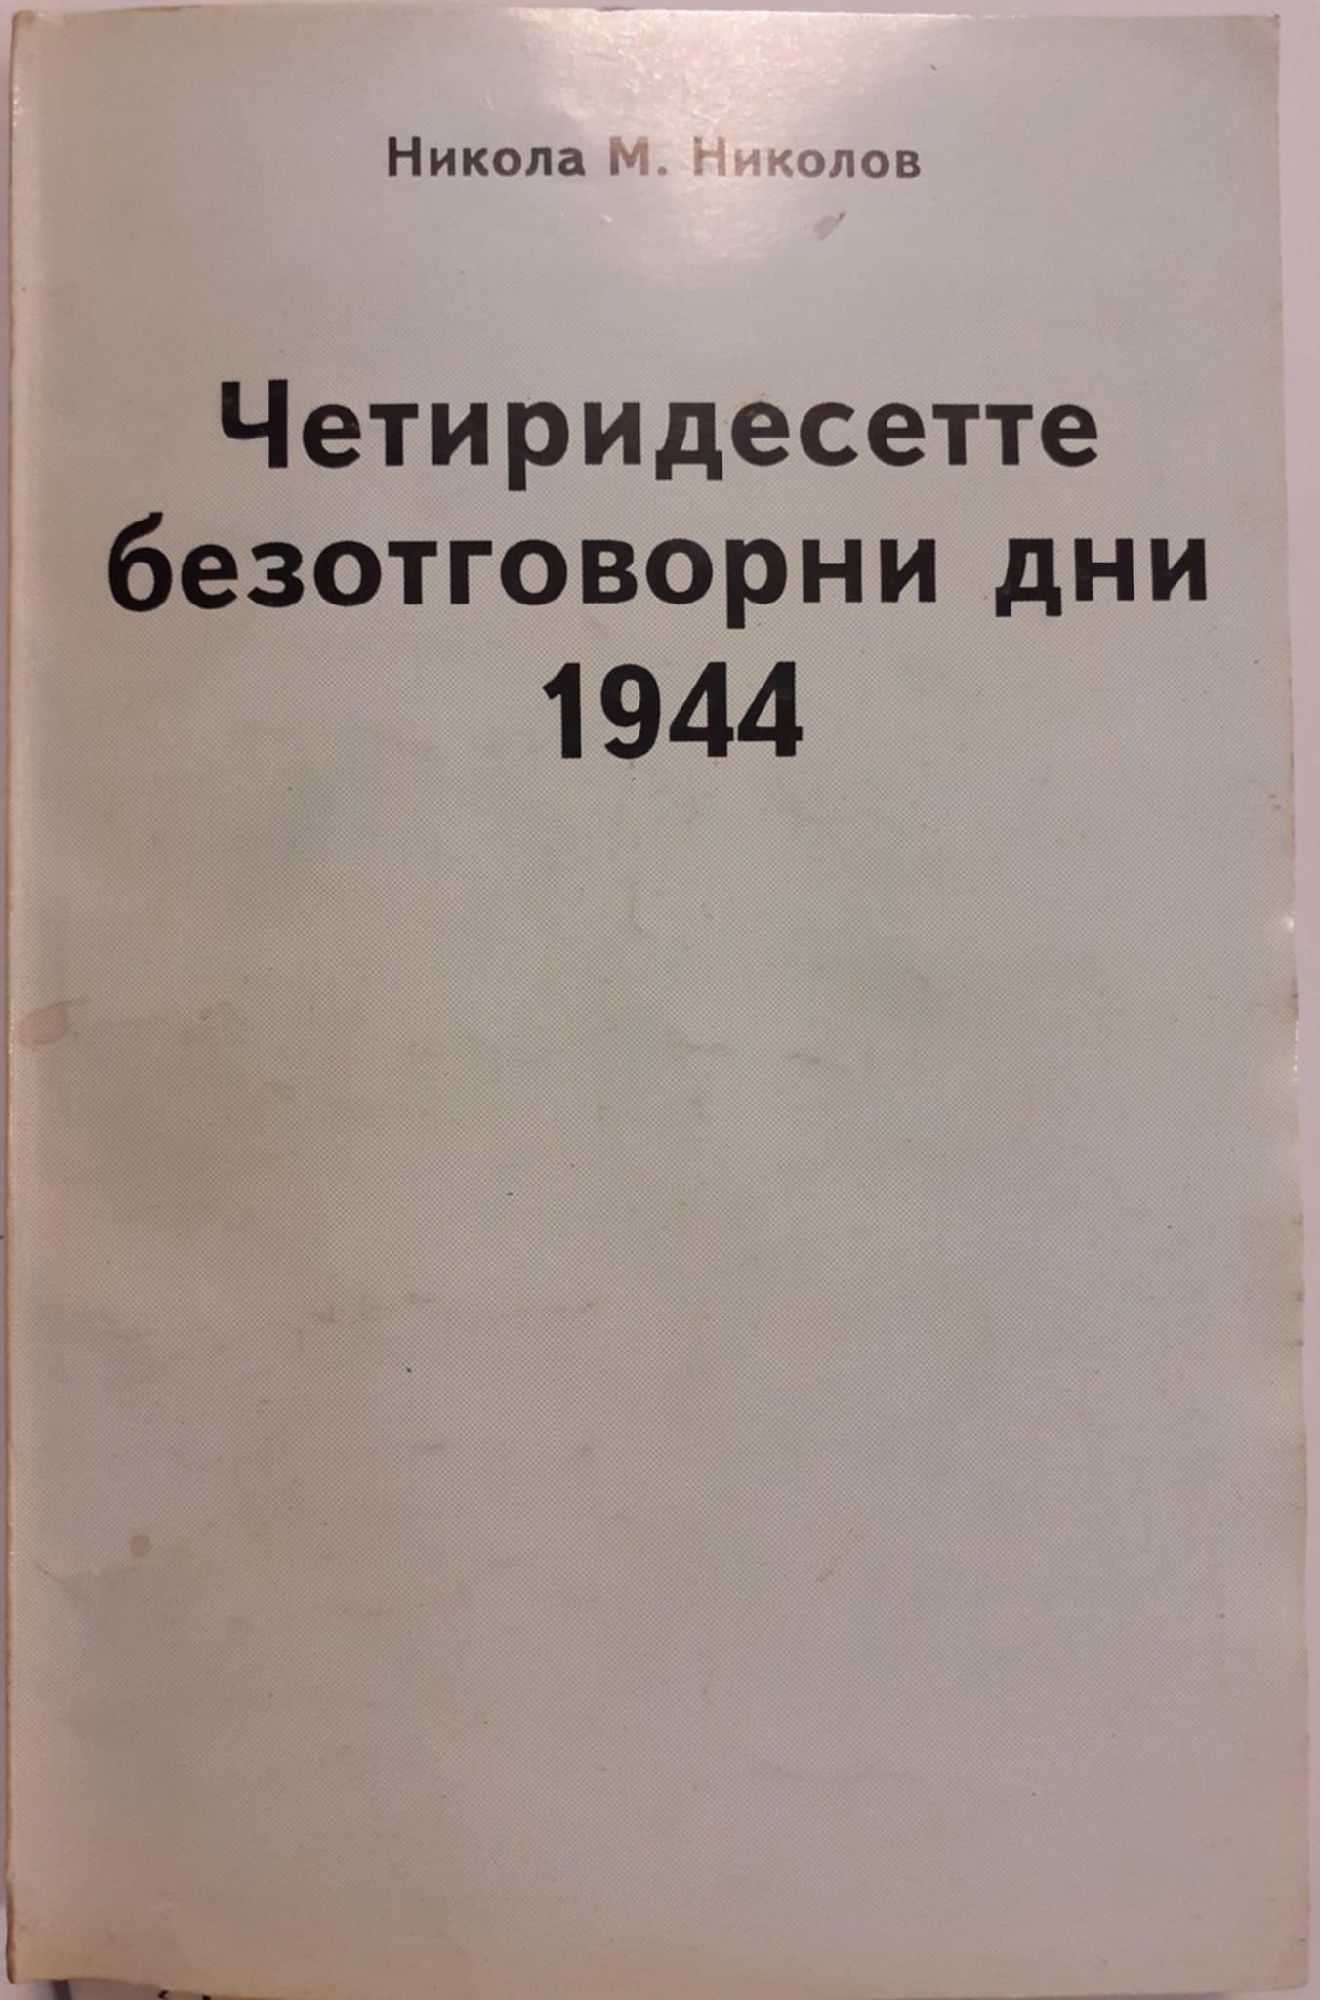 Никола М. Николов
Четиридесетте
безотговорни дни
1944